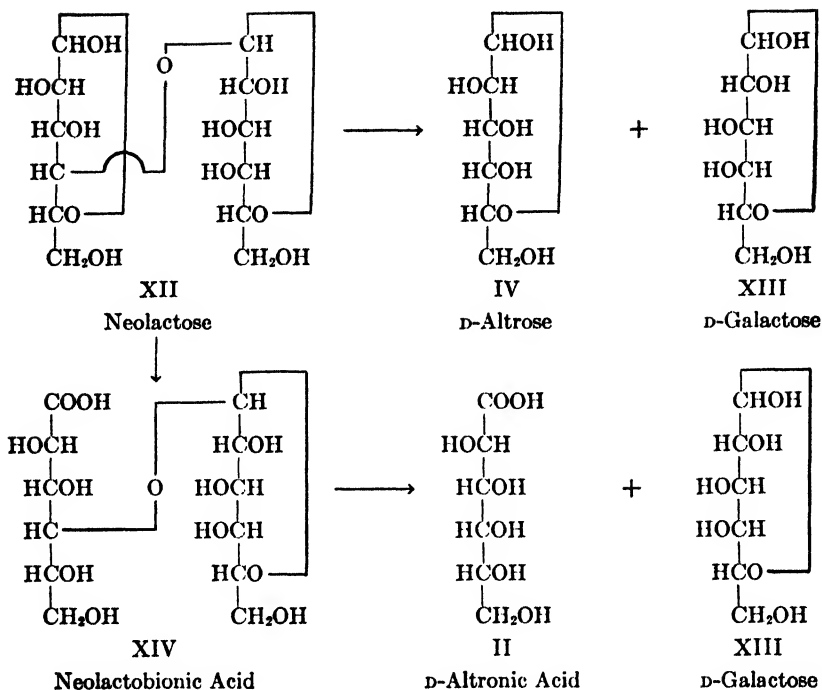 CHOH O CH CHOH CHOH
HOCH HCOH HOCH HCOH
HCOH HOCH HCOH + HOCH
HC HOCH HCOH HOCH
HCO HCO HCO HCO
CH₂OH CH₂OH CH₂OH CH₂OH
XII IV XIII
Neolactose D-Altrose D-Galactose
COOH CH COOH CHOH
HOCH HCOH HOCH HCOH
HCOH O HOCH HCOH + HOCH
HC HOCH HCOH HOCH
HCOH HCO HCOH HCO
CH₂OH CH₂OH CH₂OH CH₂OH
XIV II XIII
Neolactobionic Acid D-Altronic Acid D-Galactose